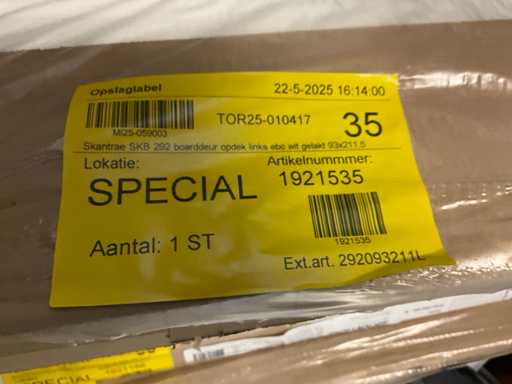 Opslaglabel 22-5-2025 16:14:00
MI25-059003 TOR25-010417 35
Skantrae SKB 292 boarddeur opdek links ebc wit gelakt 93x211.5
Lokatie: Artikelnummmer:
SPECIAL 1921535
1921535
Aantal: 1 ST Ext.art. 292093211L
SPECIAL